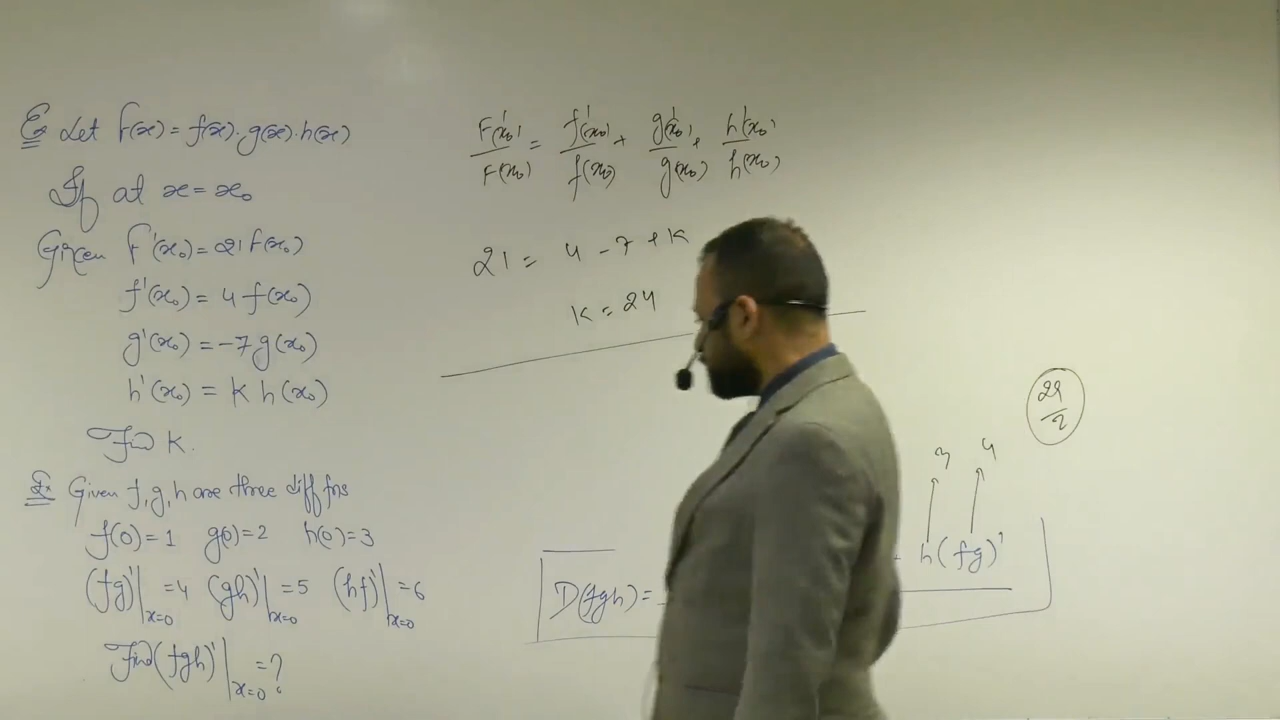 Ex Let F(x) = f(x).g(x).h(x)
If at x = x₀
Given F'(x₀) = 21 F(x₀)
f'(x₀) = 4 f(x₀)
g'(x₀) = -7 g(x₀)
h'(x₀) = K h(x₀)
Find K.
Ex Given f, g, h are three diff fns
f(0) = 1 g(0) = 2 h(0) = 3
(fg)'|x=0 = 4 (gh)'|x=0 = 5 (hf)'|x=0 = 6
Find (fgh)'|x=0 = ?
F'(x₀)/F(x₀) = f'(x₀)/f(x₀) + g'(x₀)/g(x₀) + h'(x₀)/h(x₀)
21 = 4 - 7 + K
K = 24
29/2
3 4
D(fgh) = h(fg)'